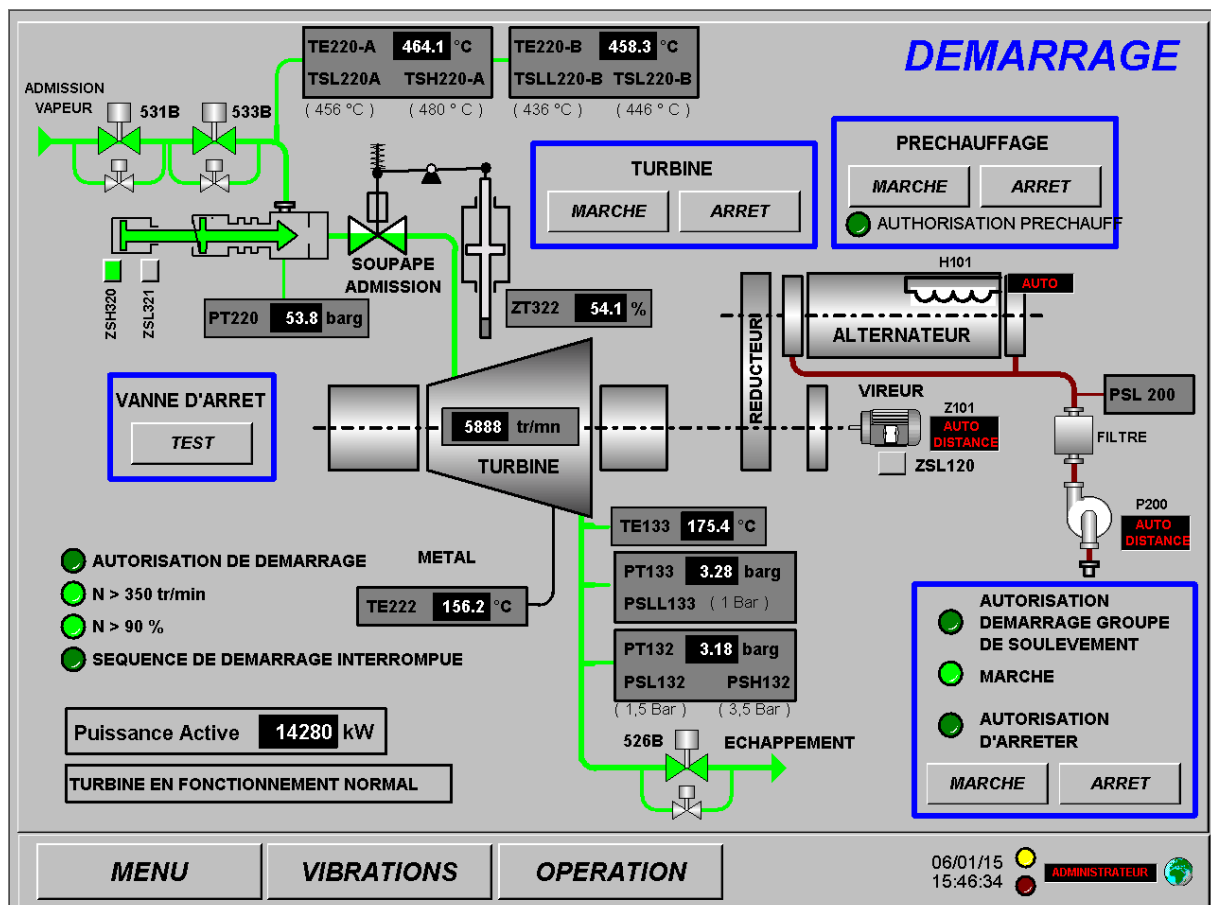 DEMARRAGE
TE220-A 464.1 °C
TSL220A TSH220-A
( 456 °C ) ( 480 ° C )
TE220-B 458.3 °C
TSLL220-B TSL220-B
( 436 °C ) ( 446 ° C )
ADMISSION
VAPEUR
531B
533B
TURBINE
MARCHE ARRET
PRECHAUFFAGE
MARCHE ARRET
AUTHORISATION PRECHAUFF
ZSH320
ZSL321
SOUPAPE
ADMISSION
PT220 53.8 barg
ZT322 54.1 %
H101
AUTO
REDUCTEUR
ALTERNATEUR
VANNE D'ARRET
TEST
5888 tr/mn
TURBINE
VIREUR
Z101
AUTO
DISTANCE
ZSL120
PSL 200
FILTRE
P200
AUTO
DISTANCE
AUTORISATION DE DEMARRAGE
N > 350 tr/min
N > 90 %
SEQUENCE DE DEMARRAGE INTERROMPUE
METAL
TE222 156.2 °C
TE133 175.4 °C
PT133 3.28 barg
PSLL133 ( 1 Bar )
PT132 3.18 barg
PSL132 PSH132
( 1,5 Bar ) ( 3,5 Bar )
526B
ECHAPPEMENT
AUTORISATION
DEMARRAGE GROUPE
DE SOULEVEMENT
MARCHE
AUTORISATION
D'ARRETER
MARCHE ARRET
Puissance Active 14280 kW
TURBINE EN FONCTIONNEMENT NORMAL
MENU VIBRATIONS OPERATION
06/01/15
15:46:34
ADMINISTRATEUR